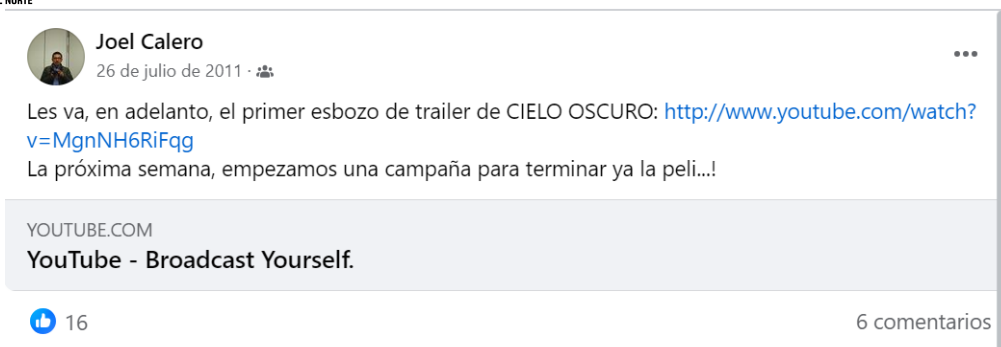 NORTE
Joel Calero
26 de julio de 2011 ·
Les va, en adelanto, el primer esbozo de trailer de CIELO OSCURO: http://www.youtube.com/watch?
v=MgnNH6RiFqg
La próxima semana, empezamos una campaña para terminar ya la peli...!
YOUTUBE.COM
YouTube - Broadcast Yourself.
16
6 comentarios